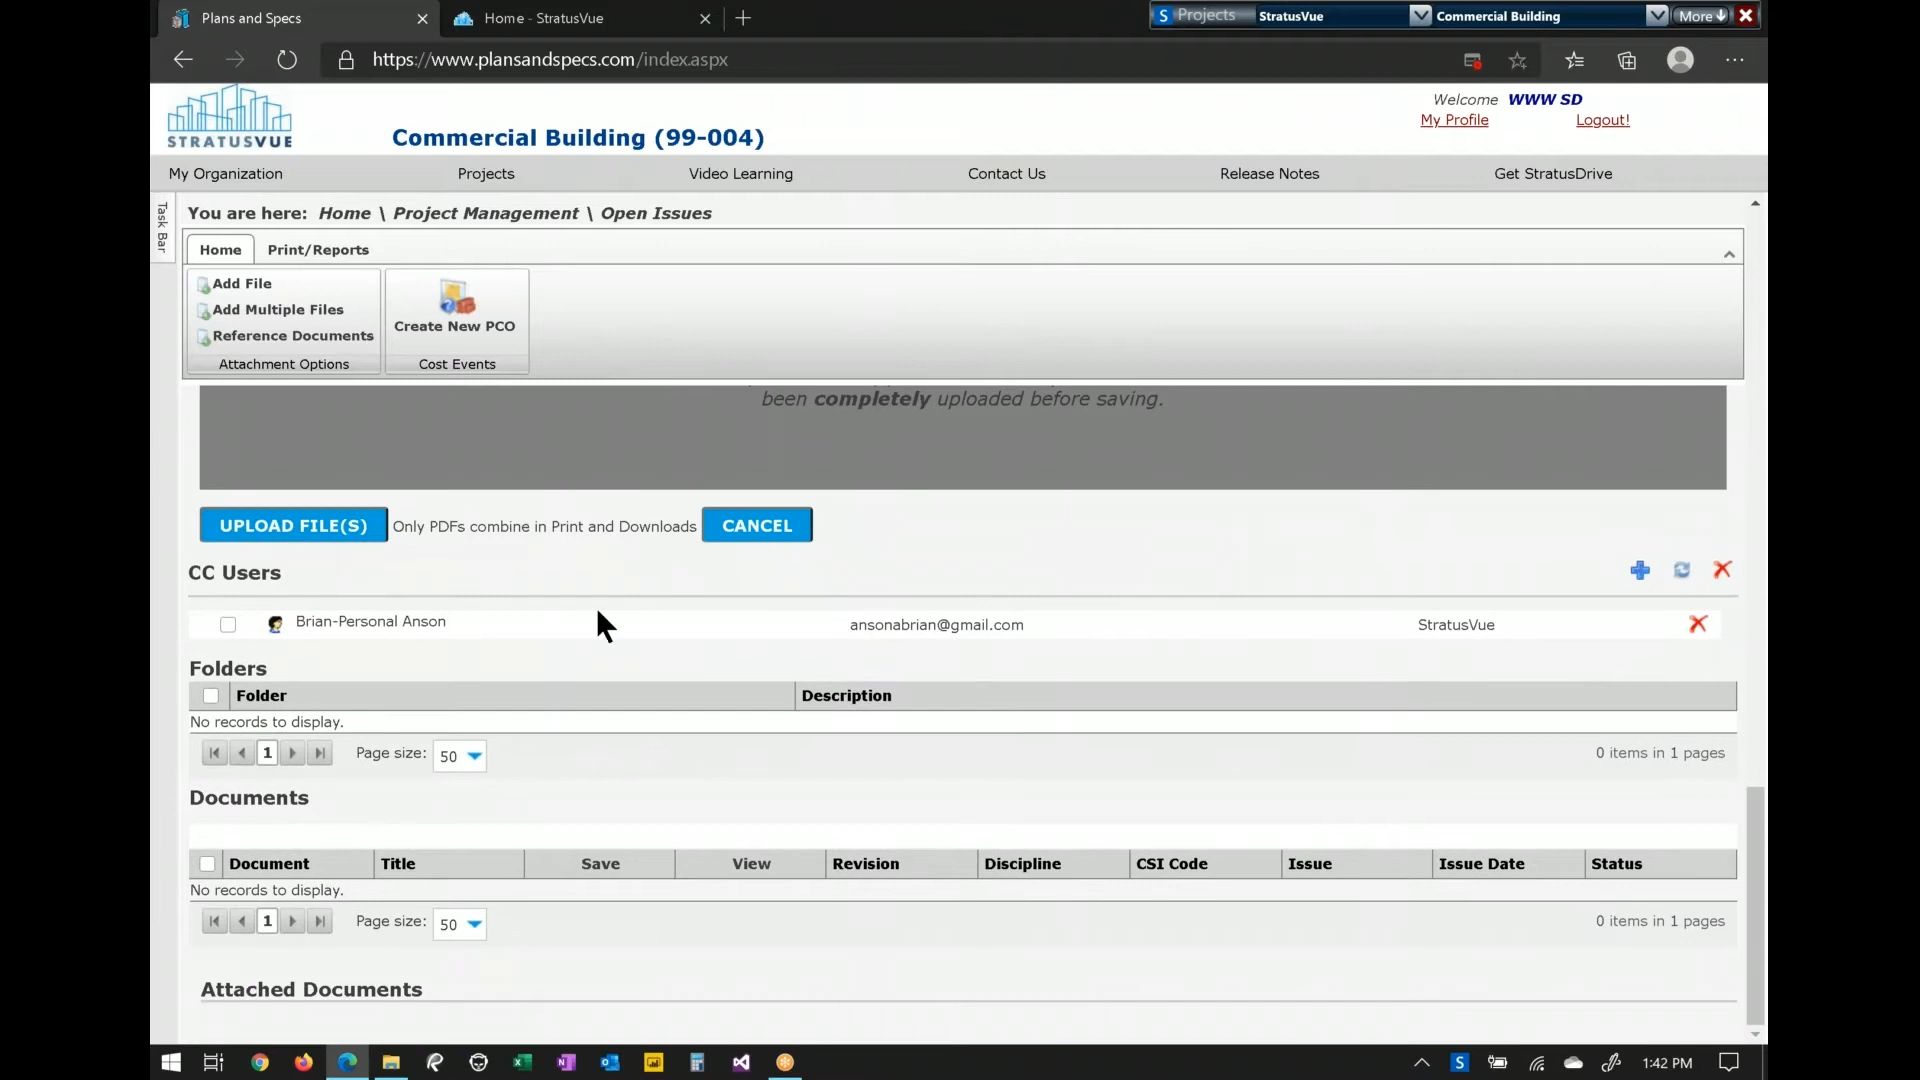 Plans and Specs
Home - StratusVue
S Projects StratusVue Commercial Building More
https://www.plansandspecs.com/index.aspx
STRATUSVUE
Commercial Building (99-004)
Welcome WWW SD
My Profile Logout!
My Organization Projects Video Learning Contact Us Release Notes Get StratusDrive
Task Bar
You are here: Home \ Project Management \ Open Issues
Home Print/Reports
Add File
Add Multiple Files
Reference Documents
Attachment Options
Create New PCO
Cost Events
been completely uploaded before saving.
UPLOAD FILE(S) Only PDFs combine in Print and Downloads CANCEL
CC Users
Brian-Personal Anson ansonabrian@gmail.com StratusVue
Folders
Folder Description
No records to display.
1 Page size: 50 0 items in 1 pages
Documents
Document Title Save View Revision Discipline CSI Code Issue Issue Date Status
No records to display.
1 Page size: 50 0 items in 1 pages
Attached Documents
1:42 PM